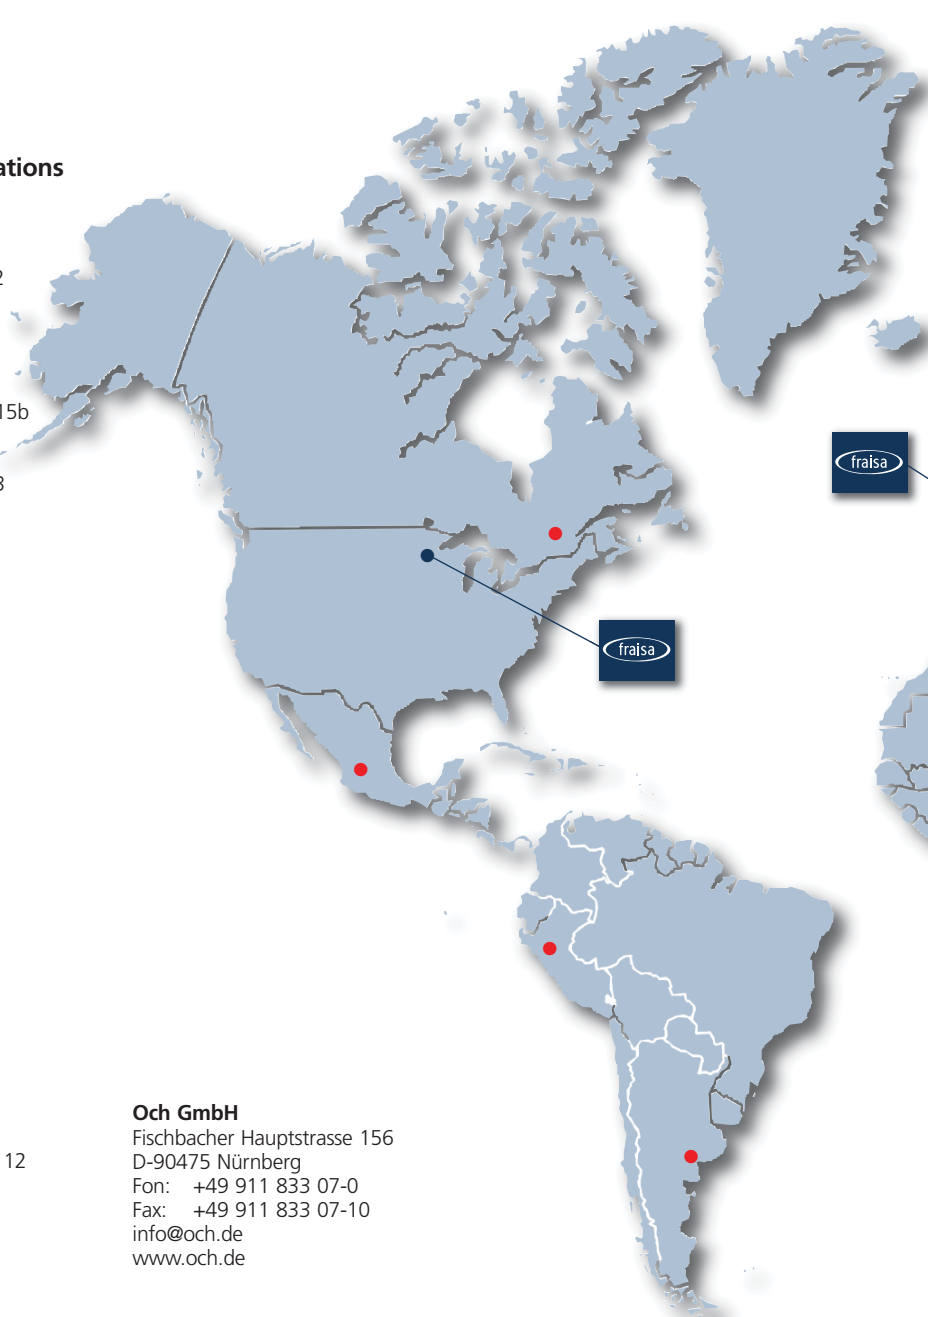 ations
2
15b
3
fraisa
fraisa
12
Och GmbH
Fischbacher Hauptstrasse 156
D-90475 Nürnberg
Fon: +49 911 833 07-0
Fax: +49 911 833 07-10
info@och.de
www.och.de